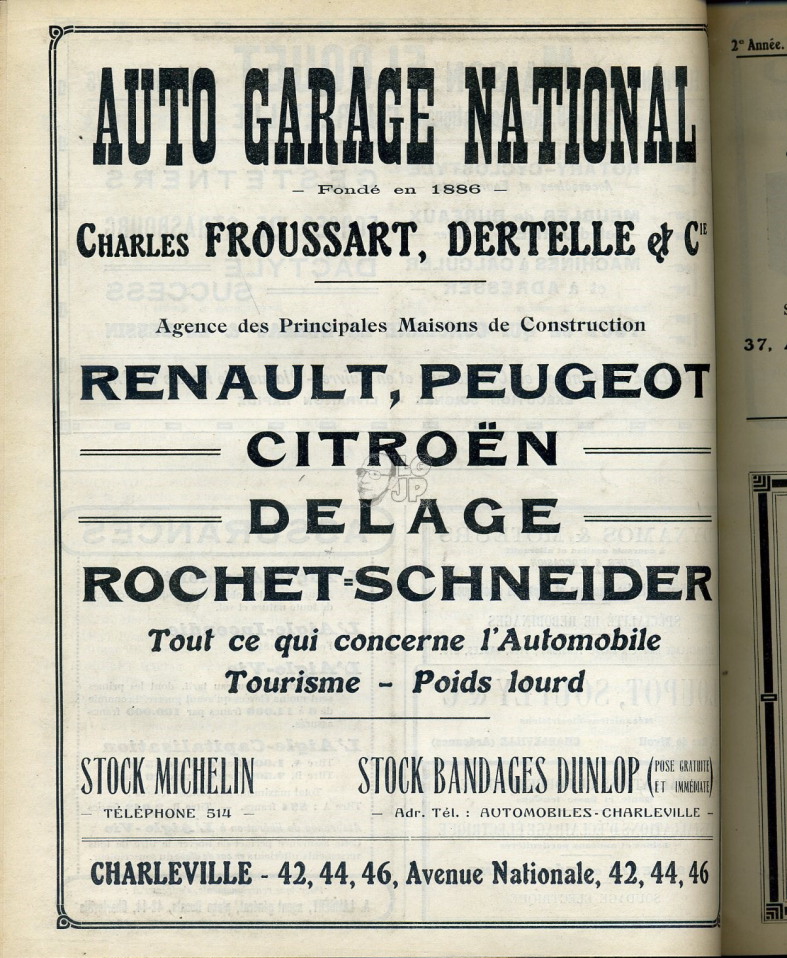 AUTO GARAGE NATIONAL
– Fondé en 1886 –
CHARLES FROUSSART, DERTELLE & CIE
Agence des Principales Maisons de Construction
RENAULT, PEUGEOT
CITROËN
DELAGE
ROCHET-SCHNEIDER
Tout ce qui concerne l'Automobile
Tourisme – Poids lourd
STOCK MICHELIN
– TÉLÉPHONE 514 –
STOCK BANDAGES DUNLOP (POSE GRATUITE ET IMMÉDIATE)
– Adr. Tél. : AUTOMOBILES-CHARLEVILLE –
CHARLEVILLE - 42, 44, 46, Avenue Nationale, 42, 44, 46
LGJP
2e Année.
37,